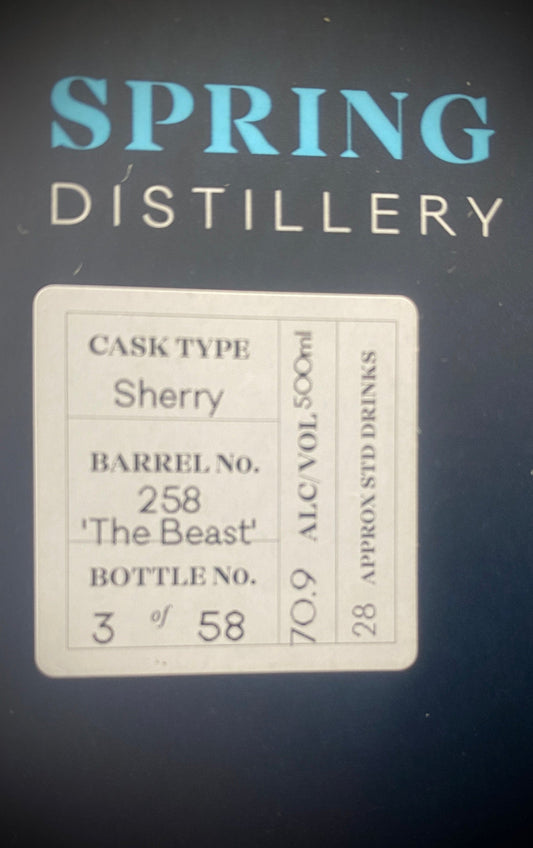 SPRING
DISTILLERY
CASK TYPE
Sherry
BARREL NO.
258
'The Beast'
BOTTLE NO.
3 of 58
70.9 ALC/VOL 500ml
28 APPROX STD DRINKS